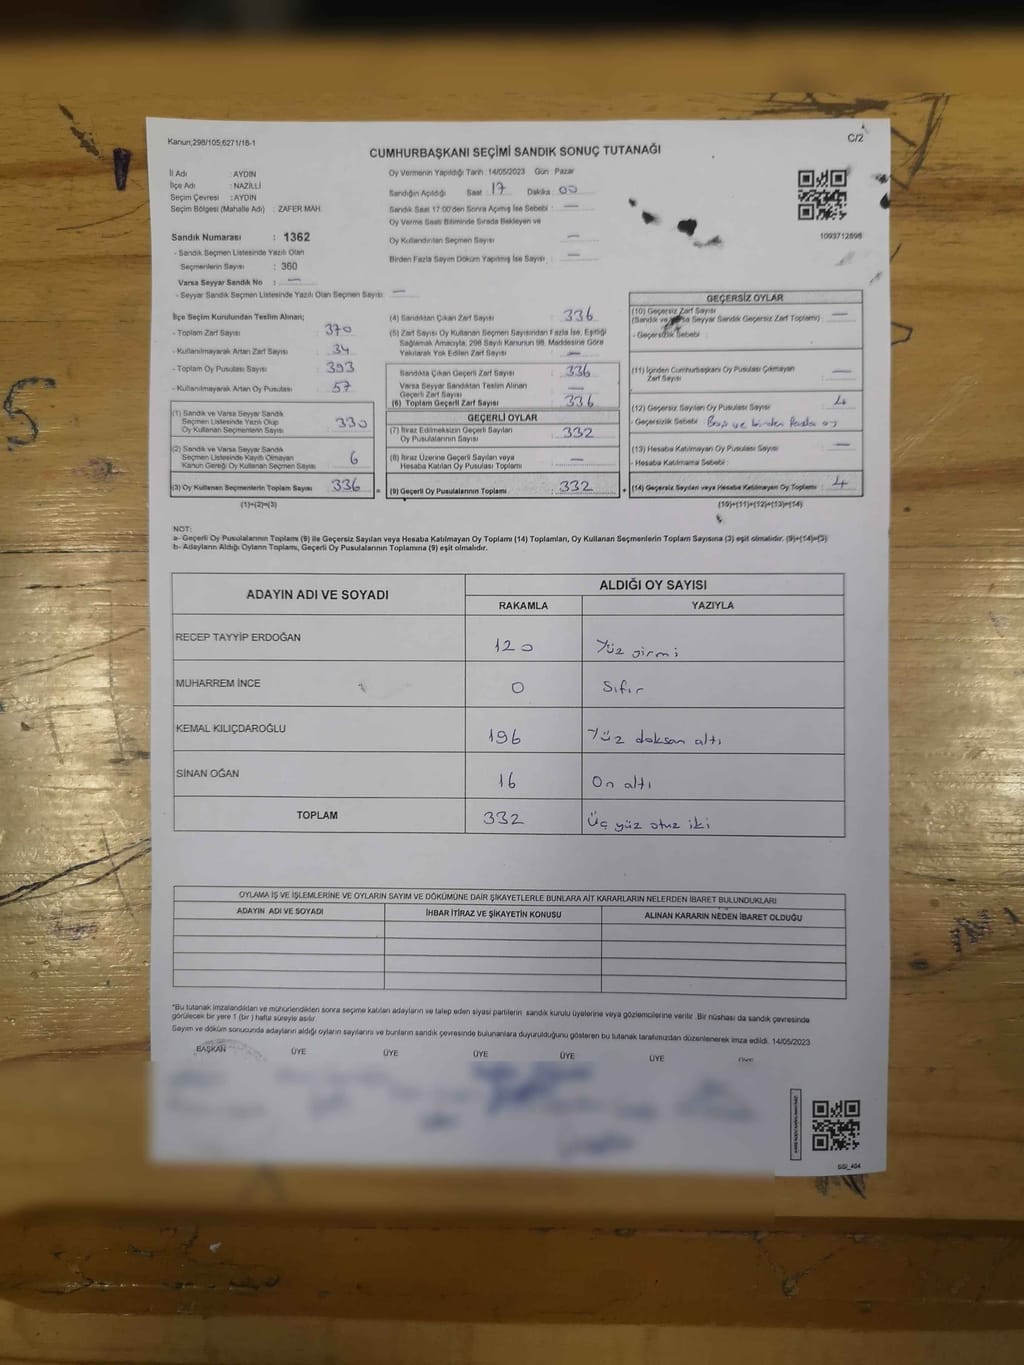 Kanun;298/105;6271/18-1
C/2
CUMHURBAŞKANI SEÇİMİ SANDIK SONUÇ TUTANAĞI
İl Adı : AYDIN
İlçe Adı : NAZİLLİ
Seçim Çevresi : AYDIN
Seçim Bölgesi (Mahalle Adı) : ZAFER MAH.
Sandık Numarası : 1362
- Sandık Seçmen Listesinde Yazılı Olan
Seçmenlerin Sayısı : 360
Varsa Seyyar Sandık No : —
- Seyyar Sandık Seçmen Listesinde Yazılı Olan Seçmen Sayısı: —
Oy Vermenin Yapıldığı Tarih : 14/05/2023 Gün : Pazar
Sandığın Açıldığı Saat : 17 Dakika : 00
Sandık Saat 17:00'den Sonra Açılmış İse Sebebi : —
Oy Verme Saati Bitiminde Sırada Bekleyen ve
Oy Kullandırılan Seçmen Sayısı : —
Birden Fazla Sayım Döküm Yapılmış İse Sayısı : —
1093712898
İlçe Seçim Kurulundan Teslim Alınan;
- Toplam Zarf Sayısı : 370
- Kullanılmayarak Artan Zarf Sayısı : 34
- Toplam Oy Pusulası Sayısı : 393
- Kullanılmayarak Artan Oy Pusulası : 57
(1) Sandık ve Varsa Seyyar Sandık
Seçmen Listesinde Yazılı Olup
Oy Kullanan Seçmenlerin Sayısı : 330
(2) Sandık ve Varsa Seyyar Sandık
Seçmen Listesinde Kayıtlı Olmayan
Kanun Gereği Oy Kullanan Seçmen Sayısı : 6
(3) Oy Kullanan Seçmenlerin Toplam Sayısı : 336
(1)+(2)=(3)
(4) Sandıktan Çıkan Zarf Sayısı : 336
(5) Zarf Sayısı Oy Kullanan Seçmen Sayısından Fazla İse, Eşitliği
Sağlamak Amacıyla, 298 Sayılı Kanunun 98. Maddesine Göre
Yakılarak Yok Edilen Zarf Sayısı : —
Sandıkta Çıkan Geçerli Zarf Sayısı : 336
Varsa Seyyar Sandıktan Teslim Alınan
Geçerli Zarf Sayısı : —
(6) Toplam Geçerli Zarf Sayısı : 336
GEÇERLİ OYLAR
(7) İtiraz Edilmeksizin Geçerli Sayılan
Oy Pusulalarının Sayısı : 332
(8) İtiraz Üzerine Geçerli Sayılan veya
Hesaba Katılan Oy Pusulası Toplamı : —
= (9) Geçerli Oy Pusulalarının Toplamı : 332
GEÇERSİZ OYLAR
(10) Geçersiz Zarf Sayısı
(Sandık ve Varsa Seyyar Sandık Geçersiz Zarf Toplamı) : —
- Geçersizlik Sebebi :
(11) İçinden Cumhurbaşkanı Oy Pusulası Çıkmayan
Zarf Sayısı : —
(12) Geçersiz Sayılan Oy Pusulası Sayısı : 4
- Geçersizlik Sebebi : Boş ve birden fazla oy
(13) Hesaba Katılmayan Oy Pusulası Sayısı : —
- Hesaba Katılmama Sebebi :
+ (14) Geçersiz Sayılan veya Hesaba Katılmayan Oy Toplamı : 4
(10)+(11)+(12)+(13)=(14)
NOT:
a- Geçerli Oy Pusulalarının Toplamı (9) ile Geçersiz Sayılan veya Hesaba Katılmayan Oy Toplamı (14) Toplamları, Oy Kullanan Seçmenlerin Toplam Sayısına (3) eşit olmalıdır. (9)+(14)=(3)
b- Adayların Aldığı Oyların Toplamı, Geçerli Oy Pusulalarının Toplamına (9) eşit olmalıdır.
ADAYIN ADI VE SOYADI ALDIĞI OY SAYISI
RAKAMLA YAZIYLA
RECEP TAYYİP ERDOĞAN 120 Yüz yirmi
MUHARREM İNCE 0 Sıfır
KEMAL KILIÇDAROĞLU 196 Yüz doksan altı
SİNAN OĞAN 16 On altı
TOPLAM 332 Üç yüz otuz iki
OYLAMA İŞ VE İŞLEMLERİNE VE OYLARIN SAYIM VE DÖKÜMÜNE DAİR ŞİKAYETLERLE BUNLARA AİT KARARLARIN NELERDEN İBARET BULUNDUKLARI
ADAYIN ADI VE SOYADI İHBAR İTİRAZ VE ŞİKAYETİN KONUSU ALINAN KARARIN NEDEN İBARET OLDUĞU
*Bu tutanak imzalandıktan ve mühürlendikten sonra seçime katılan adayların ve talep eden siyasi partilerin sandık kurulu üyelerine veya gözlemcilerine verilir. Bir nüshası da sandık çevresinde
görülecek bir yere 1 (bir) hafta süreyle asılır.
Sayım ve döküm sonucunda adayların aldığı oyların sayılarını ve bunların sandık çevresinde bulunanlara duyurulduğunu gösteren bu tutanak tarafımızdan düzenlenerek imza edildi. 14/05/2023
BAŞKAN ÜYE ÜYE ÜYE ÜYE ÜYE ÜYE
S